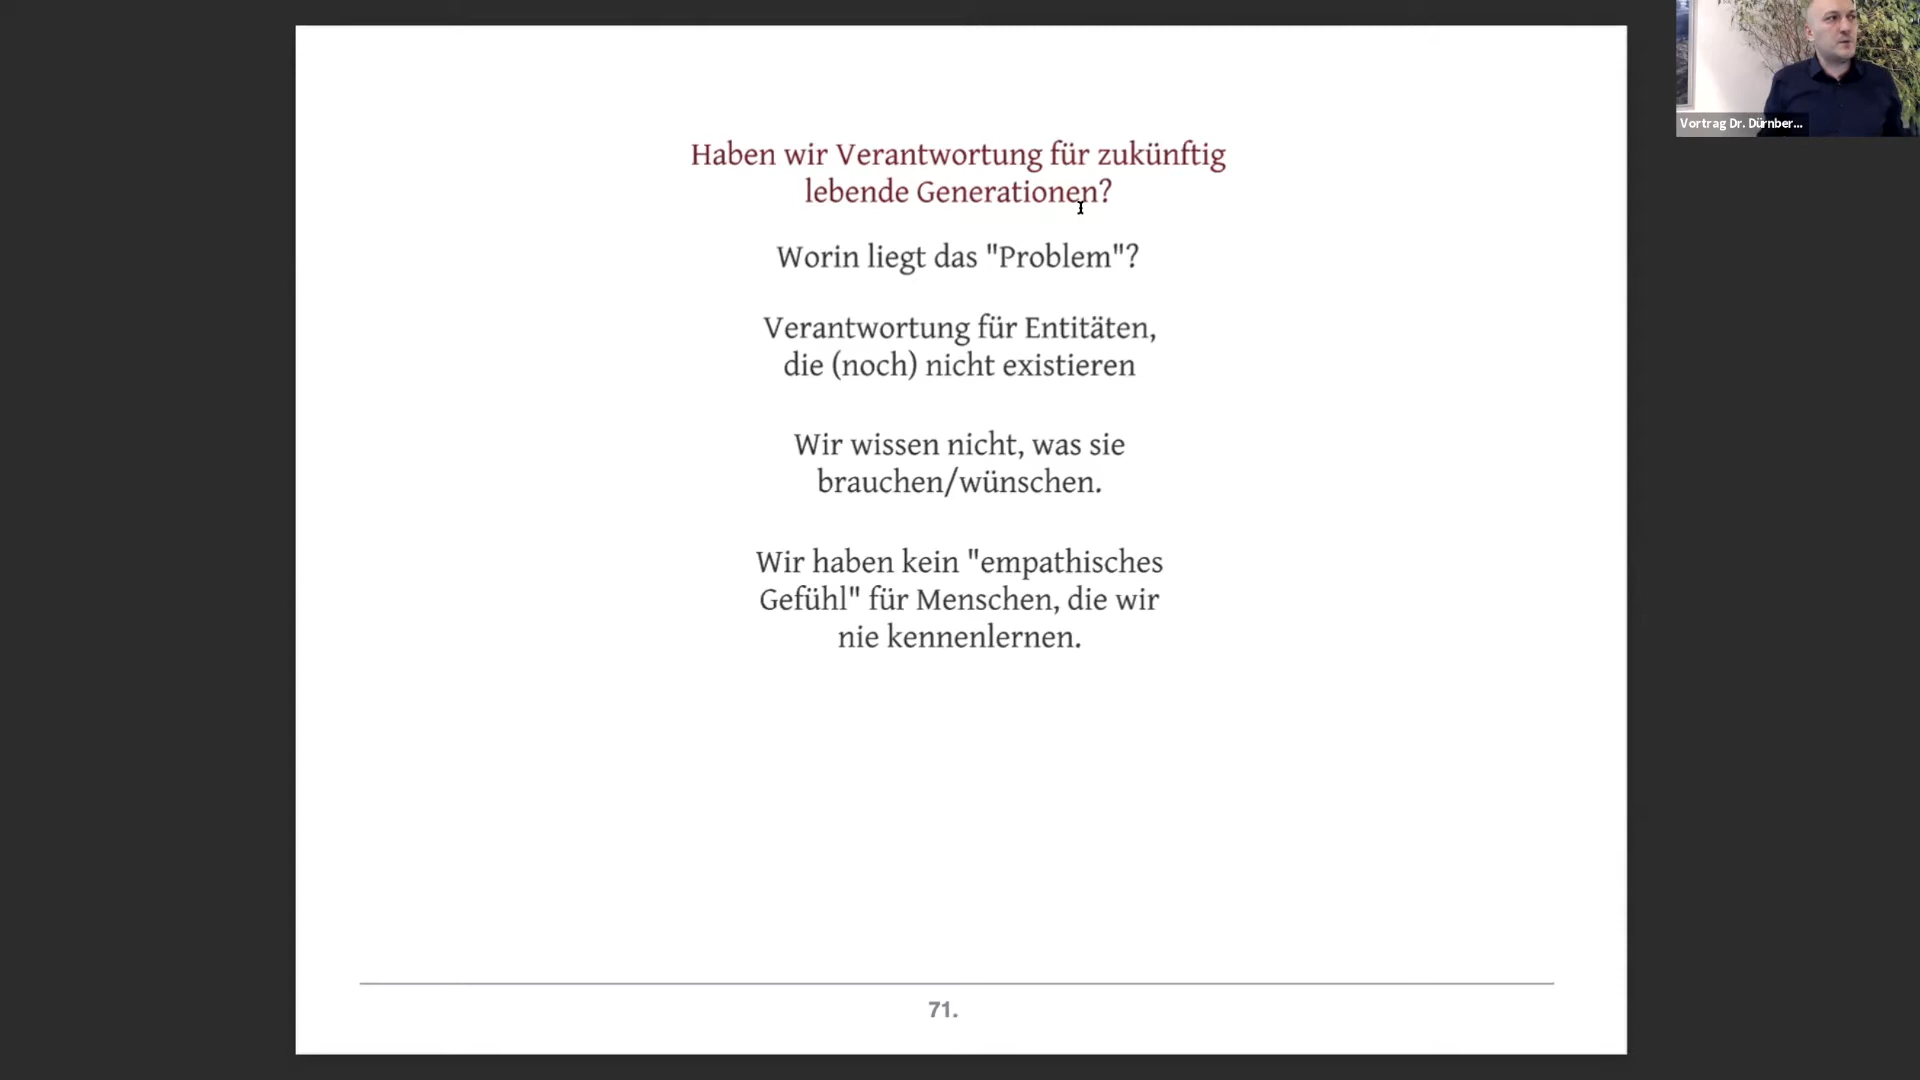 Haben wir Verantwortung für zukünftig
lebende Generationen?
Worin liegt das "Problem"?
Verantwortung für Entitäten,
die (noch) nicht existieren
Wir wissen nicht, was sie
brauchen/wünschen.
Wir haben kein "empathisches
Gefühl" für Menschen, die wir
nie kennenlernen.
71.
Vortrag Dr. Dürnber...